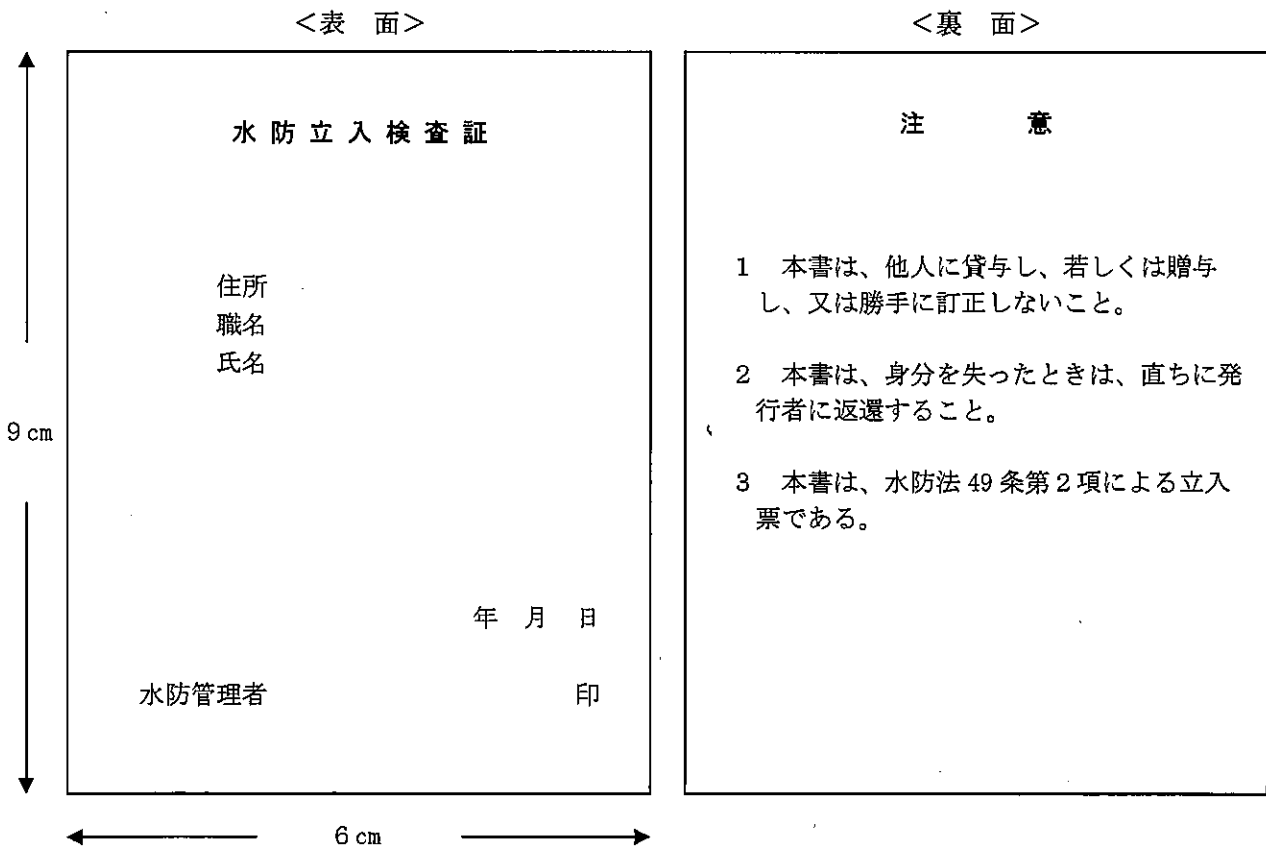 <表　面>
水防立入検査証
住所
職名
氏名
年　月　日
水防管理者　印
9 cm
6 cm
<裏　面>
注　意
1　本書は、他人に貸与し、若しくは贈与
し、又は勝手に訂正しないこと。
2　本書は、身分を失ったときは、直ちに発
行者に返還すること。
3　本書は、水防法 49 条第 2 項による立入
票である。